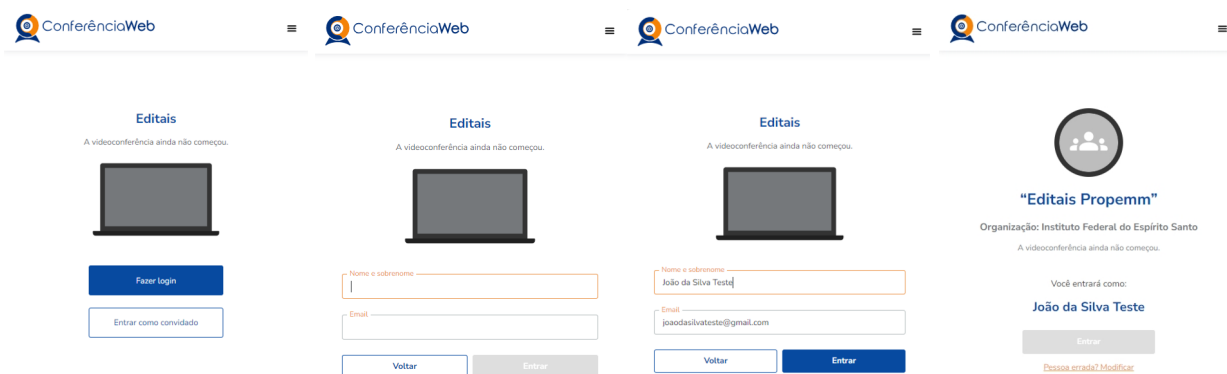 ConferênciaWeb
Editais
A videoconferência ainda não começou.
Fazer login
Entrar como convidado
ConferênciaWeb
Editais
A videoconferência ainda não começou.
Nome e sobrenome
Email
Voltar
Entrar
ConferênciaWeb
Editais
A videoconferência ainda não começou.
Nome e sobrenome
João da Silva Teste
Email
joaodasilvateste@gmail.com
Voltar
Entrar
ConferênciaWeb
“Editais Propemm”
Organização: Instituto Federal do Espírito Santo
A videoconferência ainda não começou.
Você entrará como:
João da Silva Teste
Entrar
Pessoa errada? Modificar